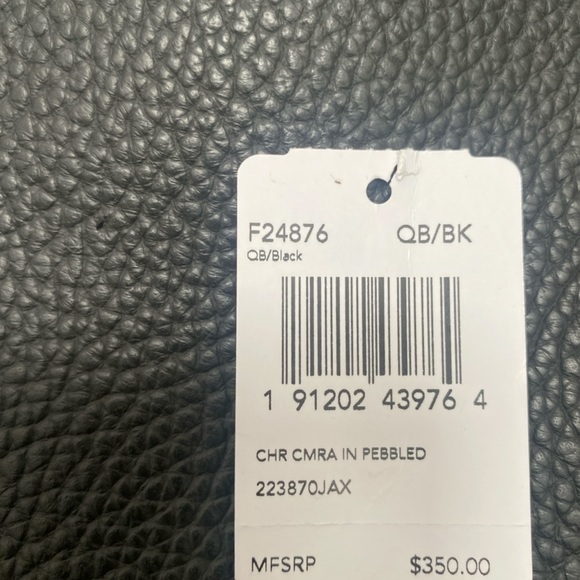 F24876 QB/BK
QB/Black
1 91202 43976 4
CHR CMRA IN PEBBLED
223870JAX
MFSRP $350.00